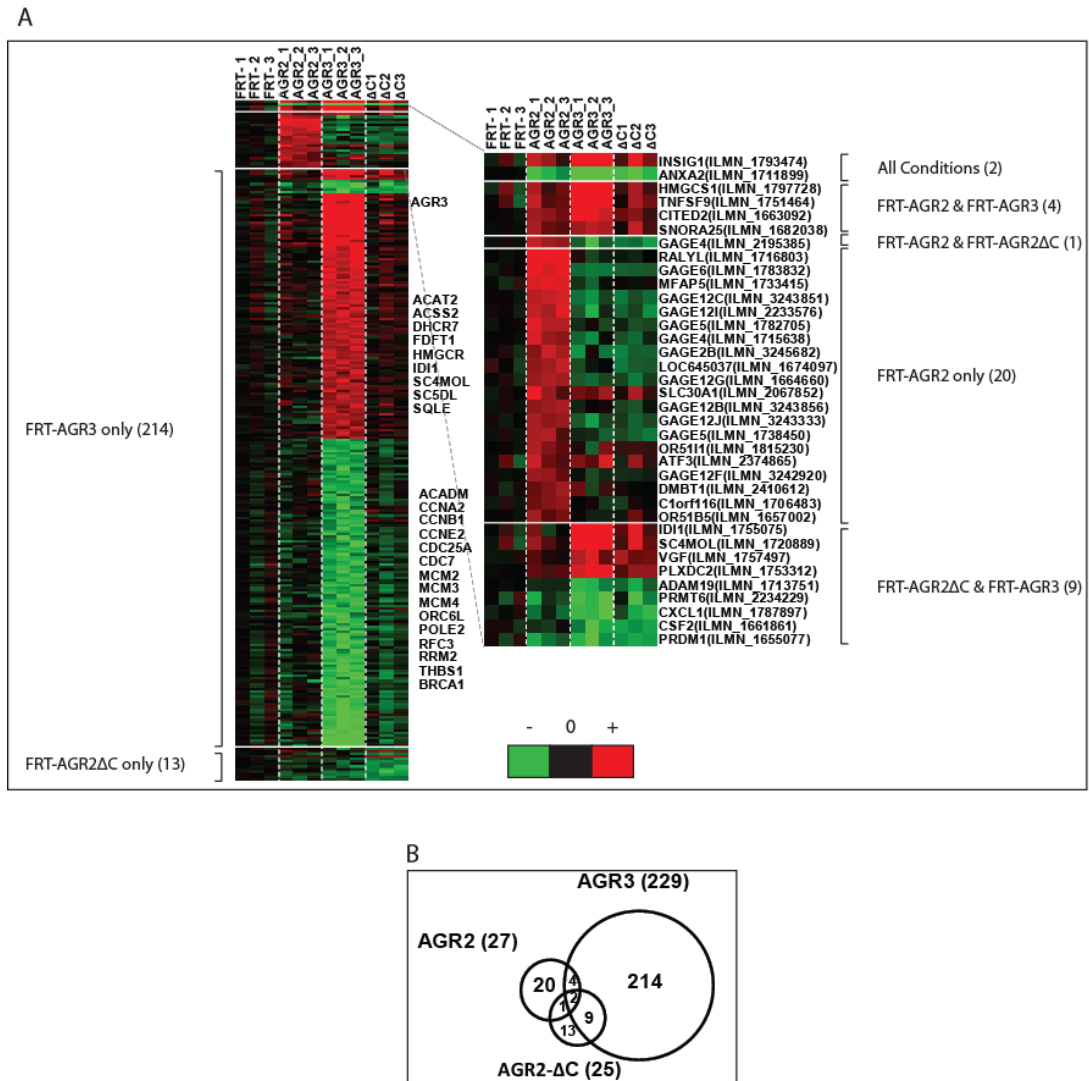 A
FRT- 1
FRT- 2
FRT- 3
AGR2_1
AGR2_2
AGR2_3
AGR3_1
AGR3_2
AGR3_3
ΔC1
ΔC2
ΔC3
AGR3
ACAT2
ACSS2
DHCR7
FDFT1
HMGCR
IDI1
SC4MOL
SC5DL
SQLE
FRT-AGR3 only (214)
ACADM
CCNA2
CCNB1
CCNE2
CDC25A
CDC7
MCM2
MCM3
MCM4
ORC6L
POLE2
RFC3
RRM2
THBS1
BRCA1
FRT-AGR2ΔC only (13)
FRT- 1
FRT- 2
FRT- 3
AGR2_1
AGR2_2
AGR2_3
AGR3_1
AGR3_2
AGR3_3
ΔC1
ΔC2
ΔC3
INSIG1(ILMN_1793474)
ANXA2(ILMN_1711899)
HMGCS1(ILMN_1797728)
TNFSF9(ILMN_1751464)
CITED2(ILMN_1663092)
SNORA25(ILMN_1682038)
GAGE4(ILMN_2195385)
RALYL(ILMN_1716803)
GAGE6(ILMN_1783832)
MFAP5(ILMN_1733415)
GAGE12C(ILMN_3243851)
GAGE12I(ILMN_2233576)
GAGE5(ILMN_1782705)
GAGE4(ILMN_1715638)
GAGE2B(ILMN_3245682)
LOC645037(ILMN_1674097)
GAGE12G(ILMN_1664660)
SLC30A1(ILMN_2067852)
GAGE12B(ILMN_3243856)
GAGE12J(ILMN_3243333)
GAGE5(ILMN_1738450)
OR51I1(ILMN_1815230)
ATF3(ILMN_2374865)
GAGE12F(ILMN_3242920)
DMBT1(ILMN_2410612)
C1orf116(ILMN_1706483)
OR51B5(ILMN_1657002)
IDI1(ILMN_1755075)
SC4MOL(ILMN_1720889)
VGF(ILMN_1757497)
PLXDC2(ILMN_1753312)
ADAM19(ILMN_1713751)
PRMT6(ILMN_2234229)
CXCL1(ILMN_1787897)
CSF2(ILMN_1661861)
PRDM1(ILMN_1655077)
All Conditions (2)
FRT-AGR2 & FRT-AGR3 (4)
FRT-AGR2 & FRT-AGR2ΔC (1)
FRT-AGR2 only (20)
FRT-AGR2ΔC & FRT-AGR3 (9)
- 0 +
B
AGR3 (229)
AGR2 (27)
20 4 214
2
1 9
13
AGR2-ΔC (25)